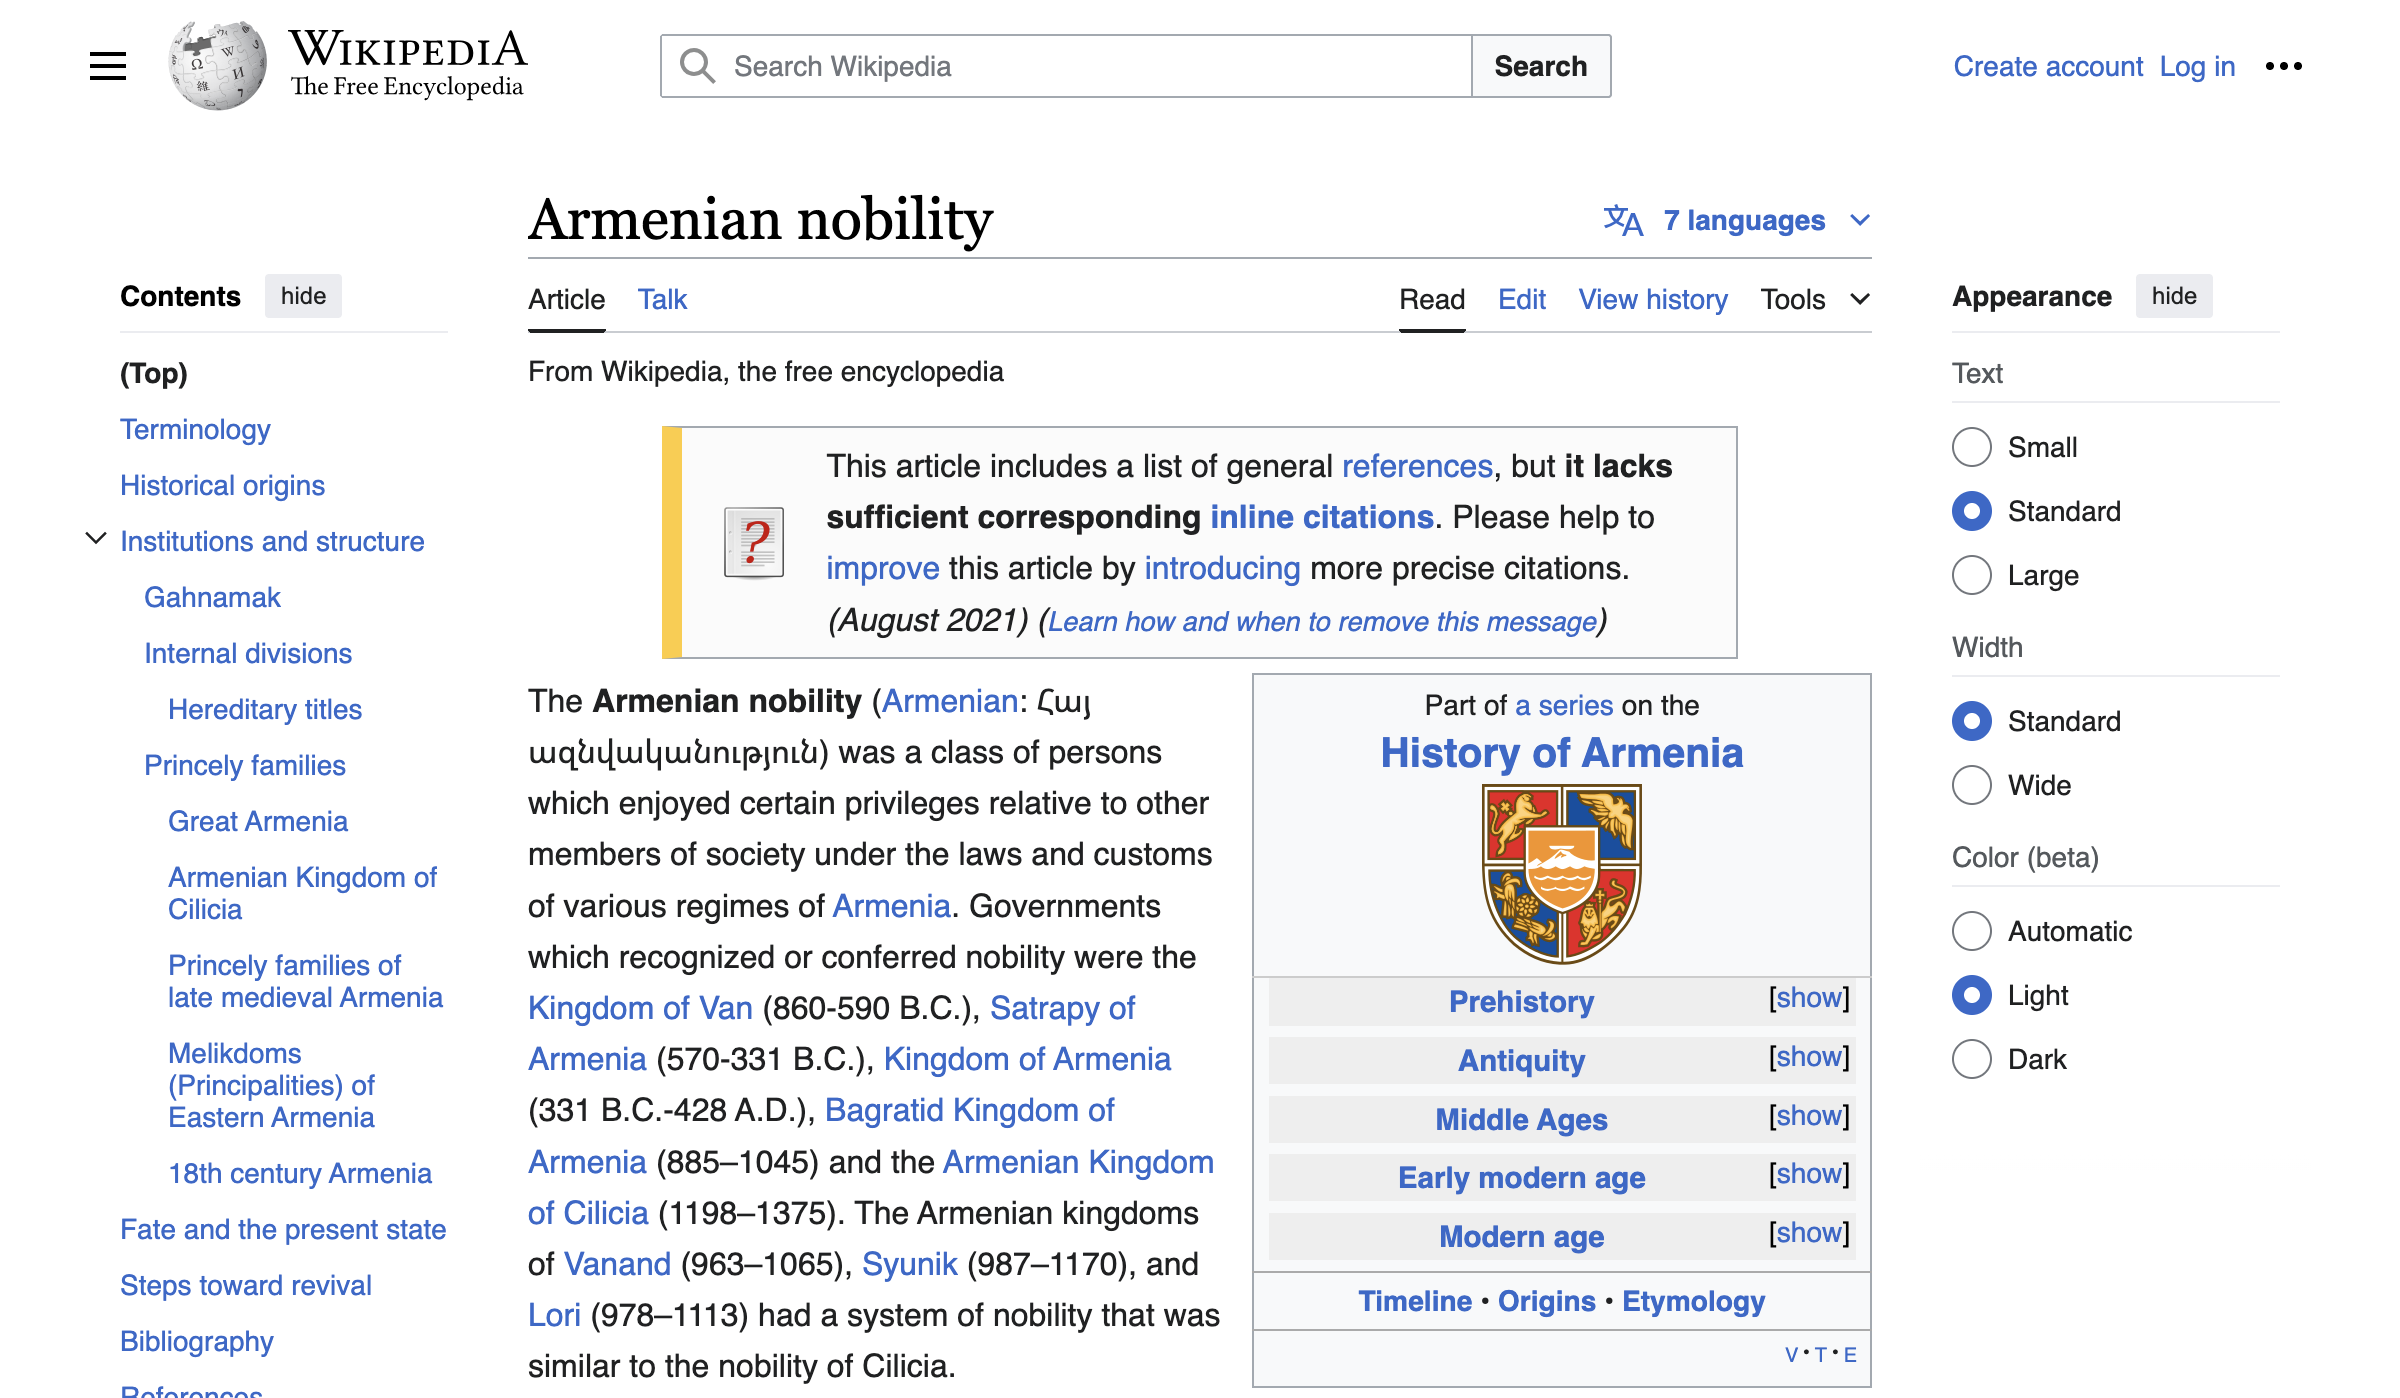 WIKIPEDIA
The Free Encyclopedia
Search Wikipedia
Search
Create account
Log in
Armenian nobility
7 languages
Contents
hide
(Top)
Terminology
Historical origins
Institutions and structure
Gahnamak
Internal divisions
Hereditary titles
Princely families
Great Armenia
Armenian Kingdom of
Cilicia
Princely families of
late medieval Armenia
Melikdoms
(Principalities) of
Eastern Armenia
18th century Armenia
Fate and the present state
Steps toward revival
Bibliography
References
Article
Talk
Read
Edit
View history
Tools
From Wikipedia, the free encyclopedia
This article includes a list of general references, but it lacks
sufficient corresponding inline citations. Please help to
improve this article by introducing more precise citations.
(August 2021) (Learn how and when to remove this message)
The Armenian nobility (Armenian: Հայ
ազնվականություն) was a class of persons
which enjoyed certain privileges relative to other
members of society under the laws and customs
of various regimes of Armenia. Governments
which recognized or conferred nobility were the
Kingdom of Van (860-590 B.C.), Satrapy of
Armenia (570-331 B.C.), Kingdom of Armenia
(331 B.C.-428 A.D.), Bagratid Kingdom of
Armenia (885–1045) and the Armenian Kingdom
of Cilicia (1198–1375). The Armenian kingdoms
of Vanand (963–1065), Syunik (987–1170), and
Lori (978–1113) had a system of nobility that was
similar to the nobility of Cilicia.
Part of a series on the
History of Armenia
Prehistory [show]
Antiquity [show]
Middle Ages [show]
Early modern age [show]
Modern age [show]
Timeline • Origins • Etymology
V • T • E
Appearance
hide
Text
Small
Standard
Large
Width
Standard
Wide
Color (beta)
Automatic
Light
Dark